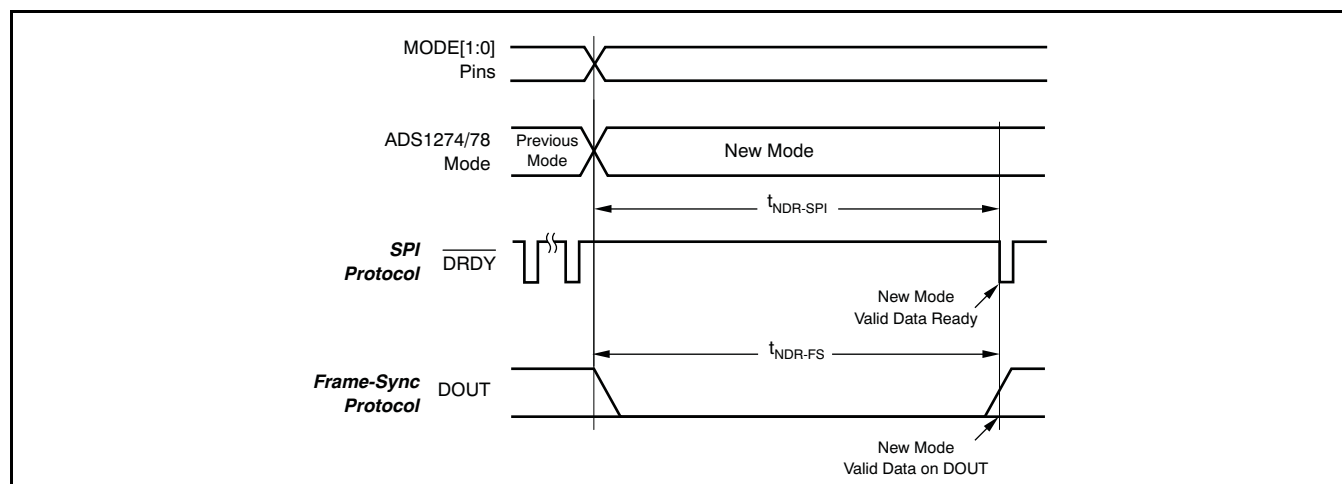 MODE[1:0]
Pins
ADS1274/78
Mode
Previous
Mode
New Mode
tNDR-SPI
SPI
Protocol
DRDY
New Mode
Valid Data Ready
tNDR-FS
Frame-Sync
Protocol
DOUT
New Mode
Valid Data on DOUT